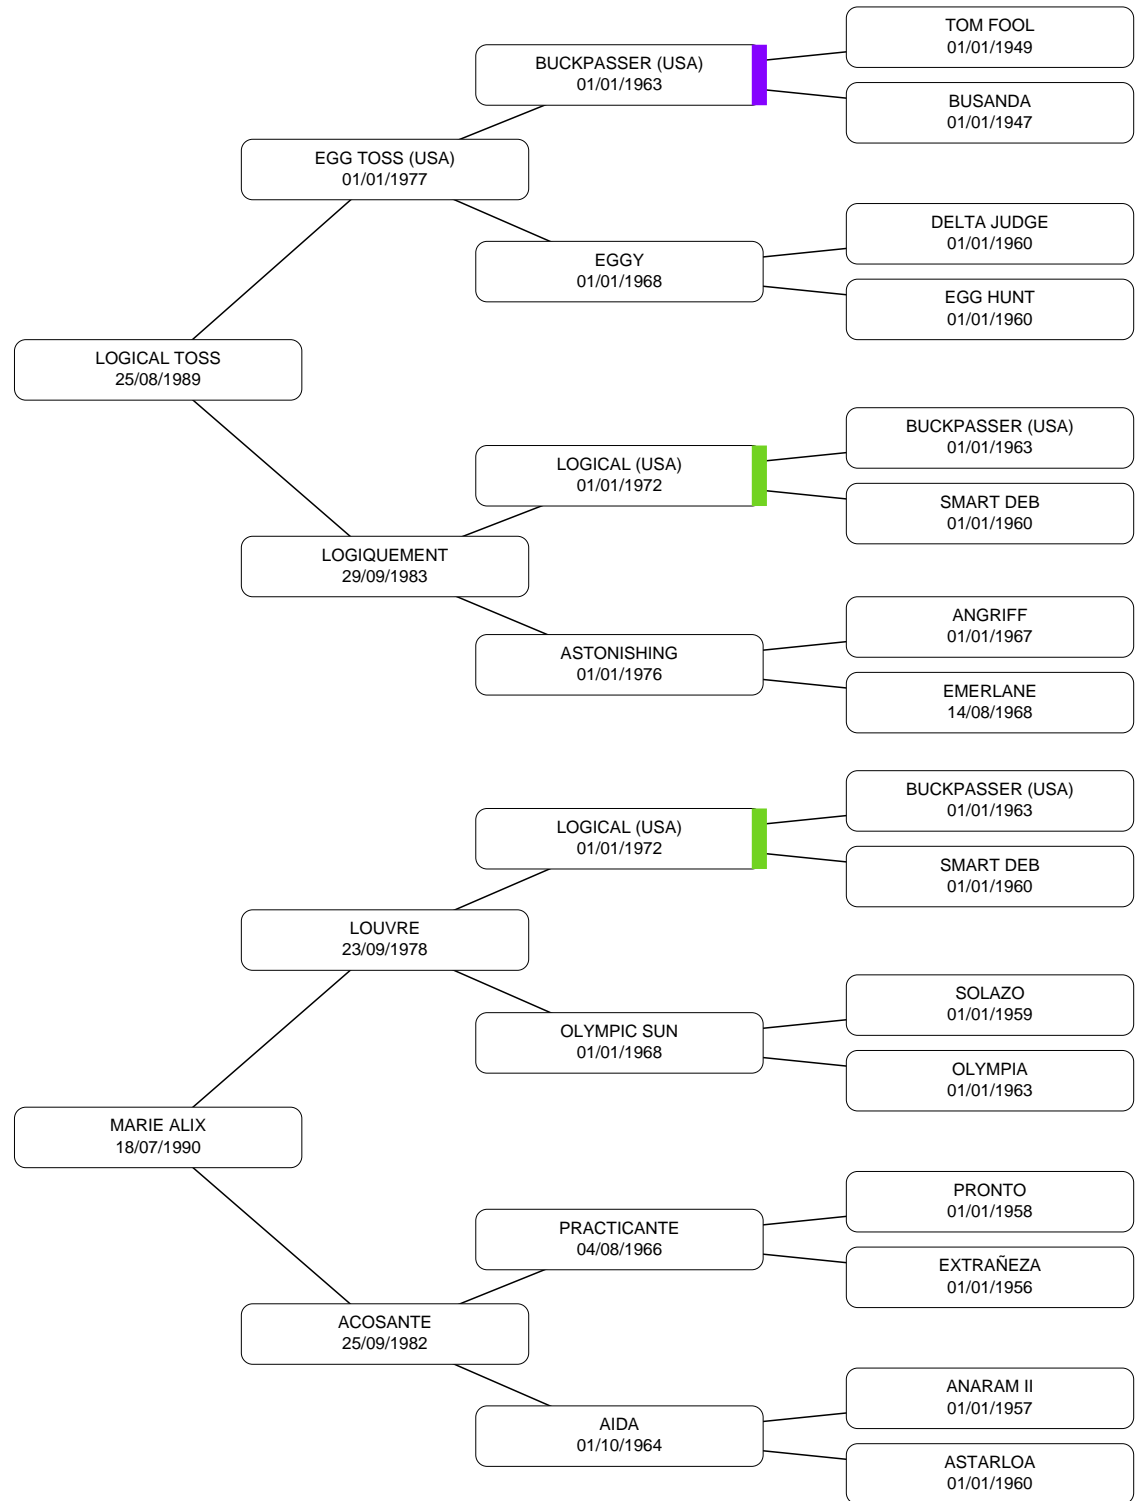 TOM FOOL
01/01/1949
BUCKPASSER (USA)
01/01/1963
BUSANDA
01/01/1947
EGG TOSS (USA)
01/01/1977
DELTA JUDGE
01/01/1960
EGGY
01/01/1968
EGG HUNT
01/01/1960
LOGICAL TOSS
25/08/1989
BUCKPASSER (USA)
01/01/1963
LOGICAL (USA)
01/01/1972
SMART DEB
01/01/1960
LOGIQUEMENT
29/09/1983
ANGRIFF
01/01/1967
ASTONISHING
01/01/1976
EMERLANE
14/08/1968
BUCKPASSER (USA)
01/01/1963
LOGICAL (USA)
01/01/1972
SMART DEB
01/01/1960
LOUVRE
23/09/1978
SOLAZO
01/01/1959
OLYMPIC SUN
01/01/1968
OLYMPIA
01/01/1963
MARIE ALIX
18/07/1990
PRONTO
01/01/1958
PRACTICANTE
04/08/1966
EXTRAÑEZA
01/01/1956
ACOSANTE
25/09/1982
ANARAM II
01/01/1957
AIDA
01/10/1964
ASTARLOA
01/01/1960